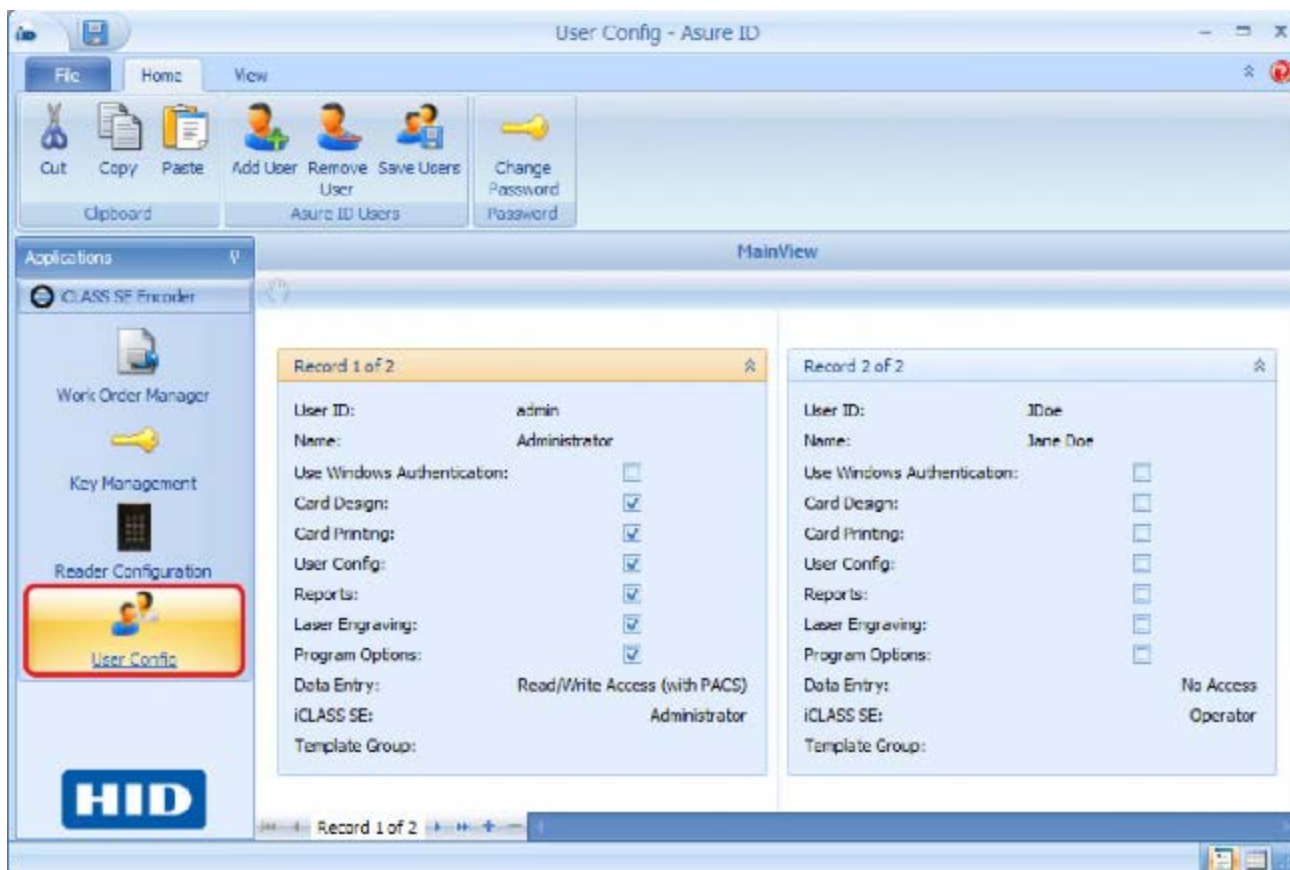 User Config - Asure ID
File Home View
Cut Copy Paste Add User Remove User Save Users Change Password
Clipboard Asure ID Users Password
Applications
iCLASS SE Encoder
Work Order Manager
Key Management
Reader Configuration
User Config
HID
MainView
Record 1 of 2
User ID: admin
Name: Administrator
Use Windows Authentication:
Card Design:
Card Printing:
User Config:
Reports:
Laser Engraving:
Program Options:
Data Entry: Read/Write Access (with PACS)
iCLASS SE: Administrator
Template Group:
Record 2 of 2
User ID: JDoe
Name: Jane Doe
Use Windows Authentication:
Card Design:
Card Printing:
User Config:
Reports:
Laser Engraving:
Program Options:
Data Entry: No Access
iCLASS SE: Operator
Template Group:
Record 1 of 2